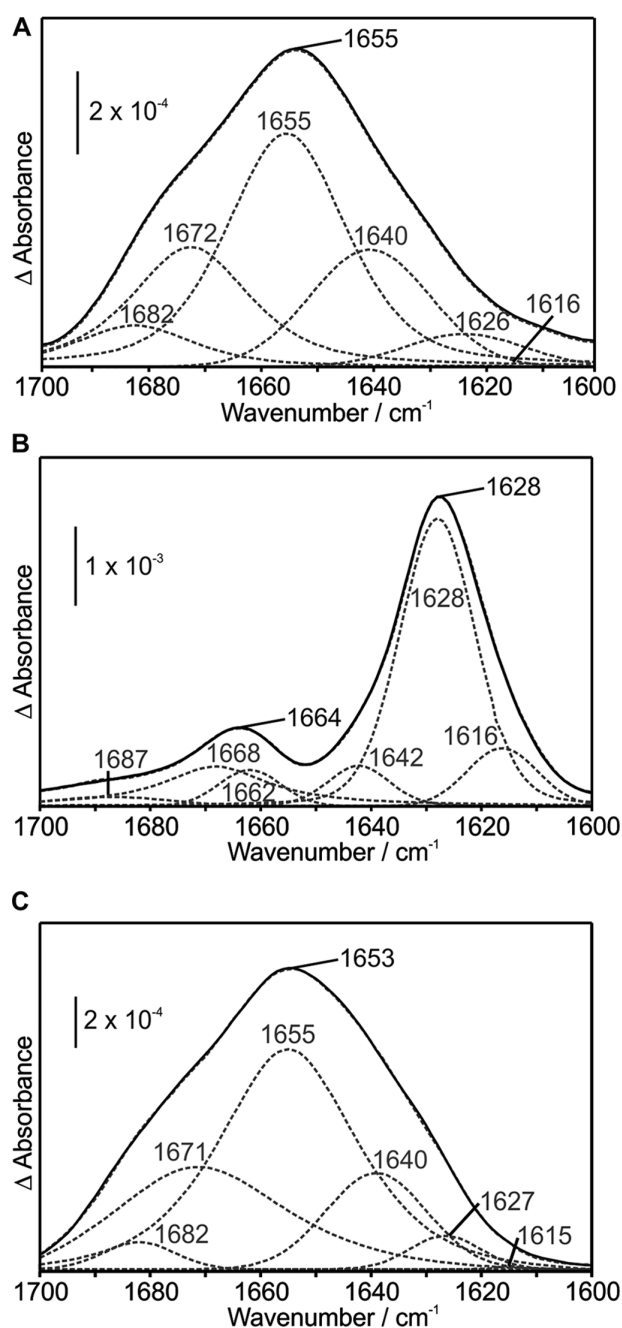 A
1655
2 x 10⁻⁴
1655
1672
1640
1682
1626
1616
Δ Absorbance
1700 1680 1660 1640 1620 1600
Wavenumber / cm⁻¹
B
1628
1 x 10⁻³
1628
1664
1687
1668
1642
1616
1662
Δ Absorbance
1700 1680 1660 1640 1620 1600
Wavenumber / cm⁻¹
C
1653
2 x 10⁻⁴
1655
1671
1640
1627
1682
1615
Δ Absorbance
1700 1680 1660 1640 1620 1600
Wavenumber / cm⁻¹